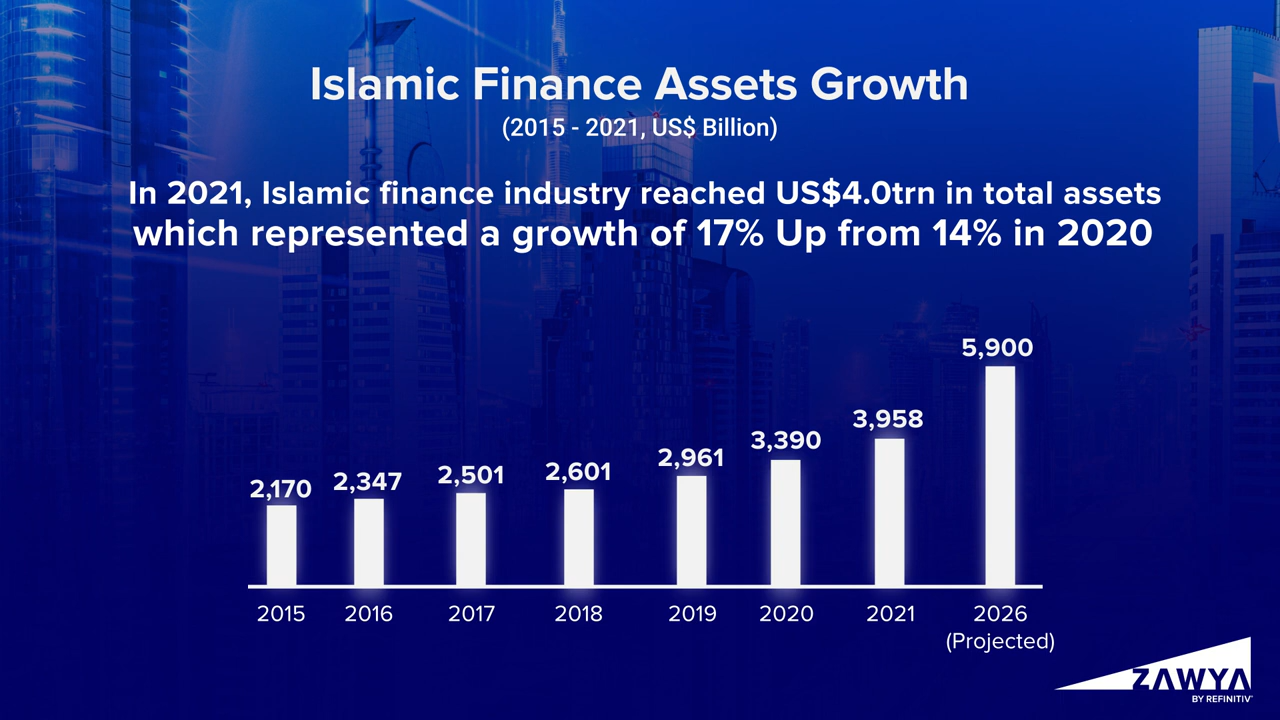 Islamic Finance Assets Growth
(2015 - 2021, US$ Billion)
In 2021, Islamic finance industry reached US$4.0trn in total assets
which represented a growth of 17% Up from 14% in 2020
5,900
3,958
3,390
2,961
2,601
2,501
2,347
2,170
2015 2016 2017 2018 2019 2020 2021 2026
(Projected)
ZAWYA
BY REFINITIV